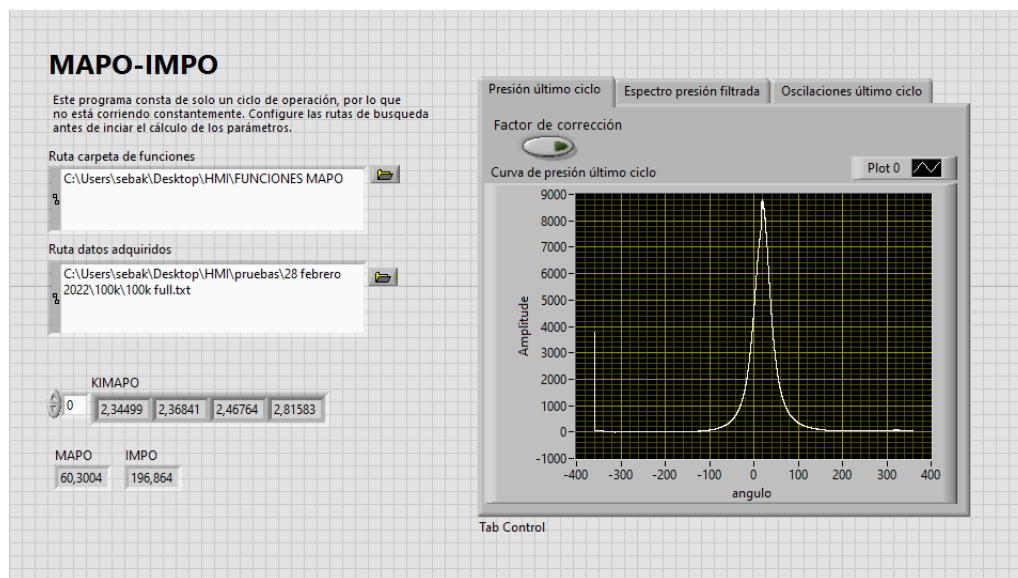 MAPO-IMPO
Este programa consta de solo un ciclo de operación, por lo que
no está corriendo constantemente. Configure las rutas de busqueda
antes de inciar el cálculo de los parámetros.
Ruta carpeta de funciones
C:\Users\sebak\Desktop\HMI\FUNCIONES MAPO
Ruta datos adquiridos
C:\Users\sebak\Desktop\HMI\pruebas\28 febrero
2022\100k\100k full.txt
KIMAPO
0 2,34499 2,36841 2,46764 2,81583
MAPO IMPO
60,3004 196,864
Presión último ciclo Espectro presión filtrada Oscilaciones último ciclo
Factor de corrección
Curva de presión último ciclo
Plot 0
9000
8000
7000
6000
5000
4000
3000
2000
1000
0
-1000
Amplitude
-400 -300 -200 -100 0 100 200 300 400
angulo
Tab Control